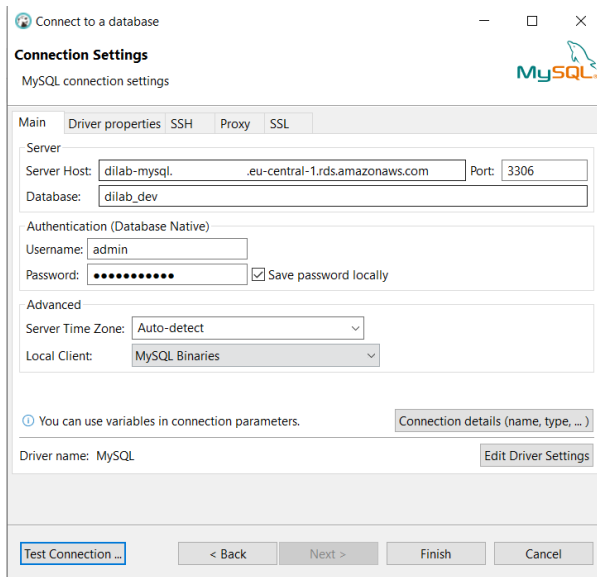 Connect to a database
Connection Settings
MySQL connection settings
MySQL®
Main Driver properties SSH Proxy SSL
Server
Server Host: dilab-mysql. .eu-central-1.rds.amazonaws.com Port: 3306
Database: dilab_dev
Authentication (Database Native)
Username: admin
Password: ●●●●●●●●●●● Save password locally
Advanced
Server Time Zone: Auto-detect
Local Client: MySQL Binaries
You can use variables in connection parameters. Connection details (name, type, ... )
Driver name: MySQL Edit Driver Settings
Test Connection ... < Back Next > Finish Cancel